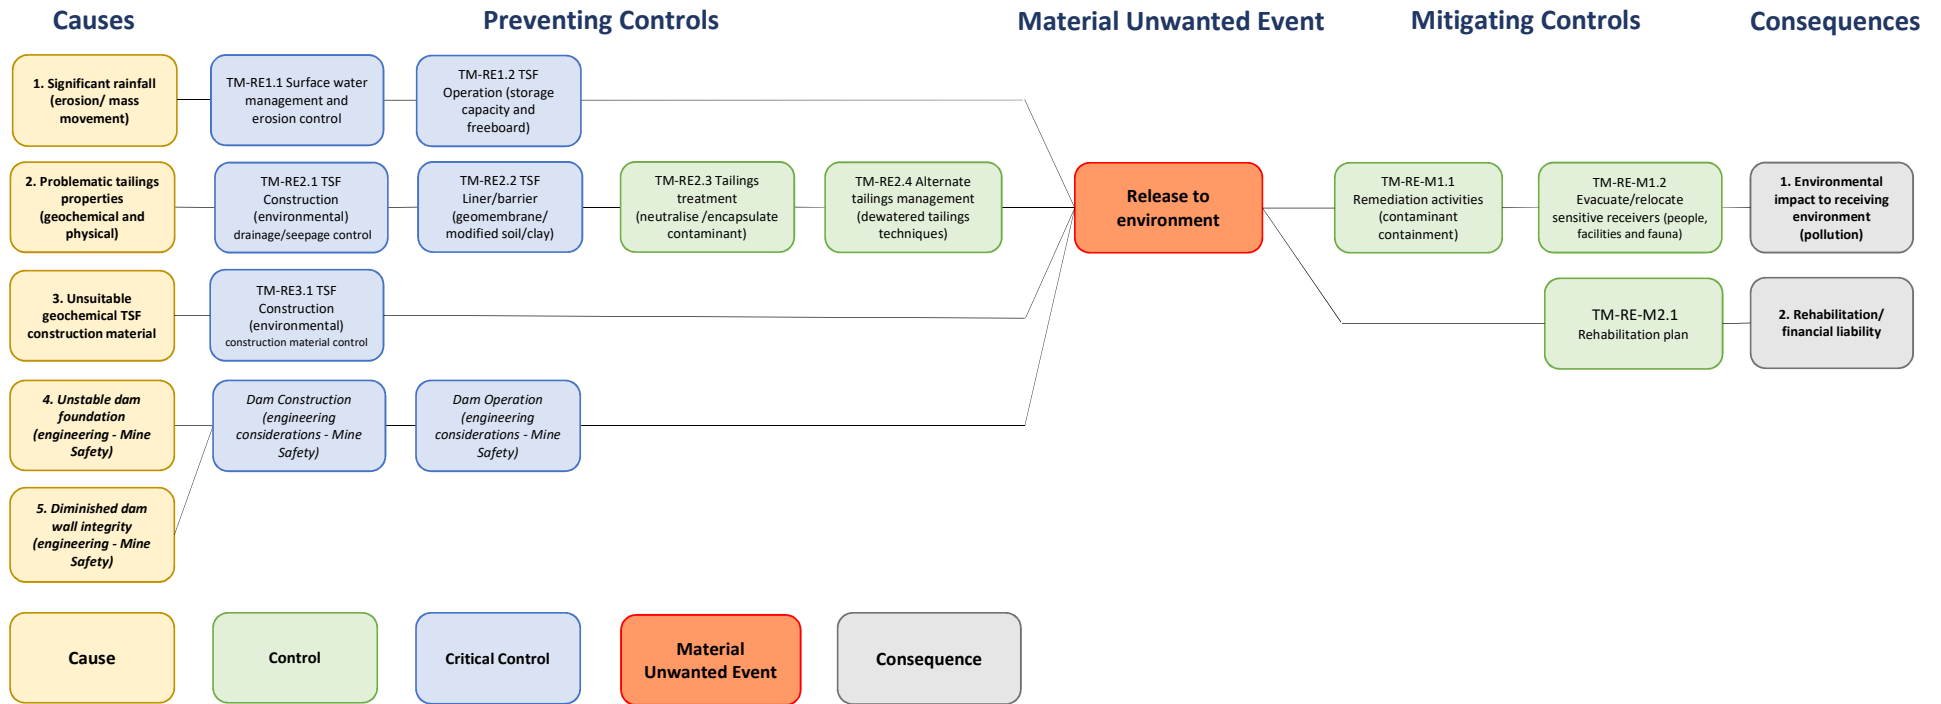 Causes
Preventing Controls
Material Unwanted Event
Mitigating Controls
Consequences
1. Significant rainfall
(erosion/ mass
movement)
TM-RE1.1 Surface water
management and
erosion control
TM-RE1.2 TSF
Operation (storage
capacity and
freeboard)
2. Problematic tailings
properties
(geochemical and
physical)
TM-RE2.1 TSF
Construction
(environmental)
drainage/seepage control
TM-RE2.2 TSF
Liner/barrier
(geomembrane/
modified soil/clay)
TM-RE2.3 Tailings
treatment
(neutralise /encapsulate
contaminant)
TM-RE2.4 Alternate
tailings management
(dewatered tailings
techniques)
Release to
environment
TM-RE-M1.1
Remediation activities
(contaminant
containment)
TM-RE-M1.2
Evacuate/relocate
sensitive receivers (people,
facilities and fauna)
1. Environmental
impact to receiving
environment
(pollution)
3. Unsuitable
geochemical TSF
construction material
TM-RE3.1 TSF
Construction
(environmental)
construction material control
TM-RE-M2.1
Rehabilitation plan
2. Rehabilitation/
financial liability
4. Unstable dam
foundation
(engineering - Mine
Safety)
Dam Construction
(engineering
considerations - Mine
Safety)
Dam Operation
(engineering
considerations - Mine
Safety)
5. Diminished dam
wall integrity
(engineering - Mine
Safety)
Cause
Control
Critical Control
Material
Unwanted Event
Consequence